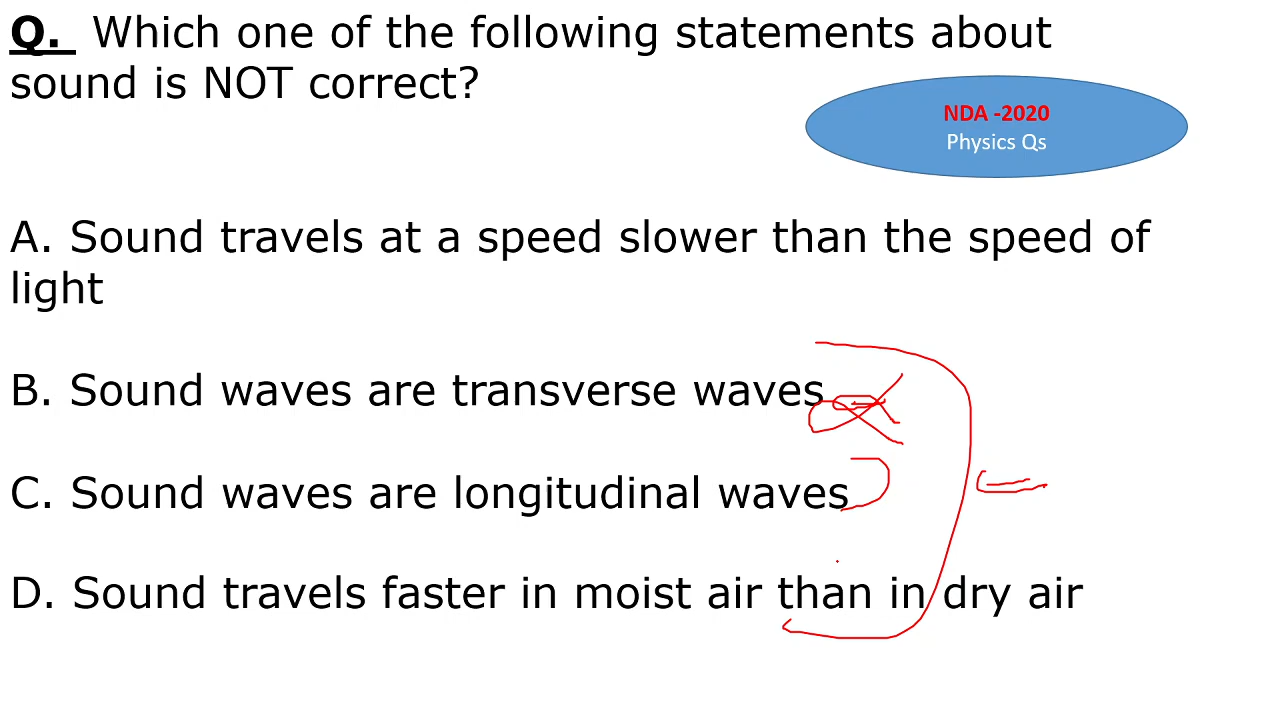 Q. Which one of the following statements about
sound is NOT correct?
NDA -2020
Physics Qs
A. Sound travels at a speed slower than the speed of
light
B. Sound waves are transverse waves
C. Sound waves are longitudinal waves
D. Sound travels faster in moist air than in dry air